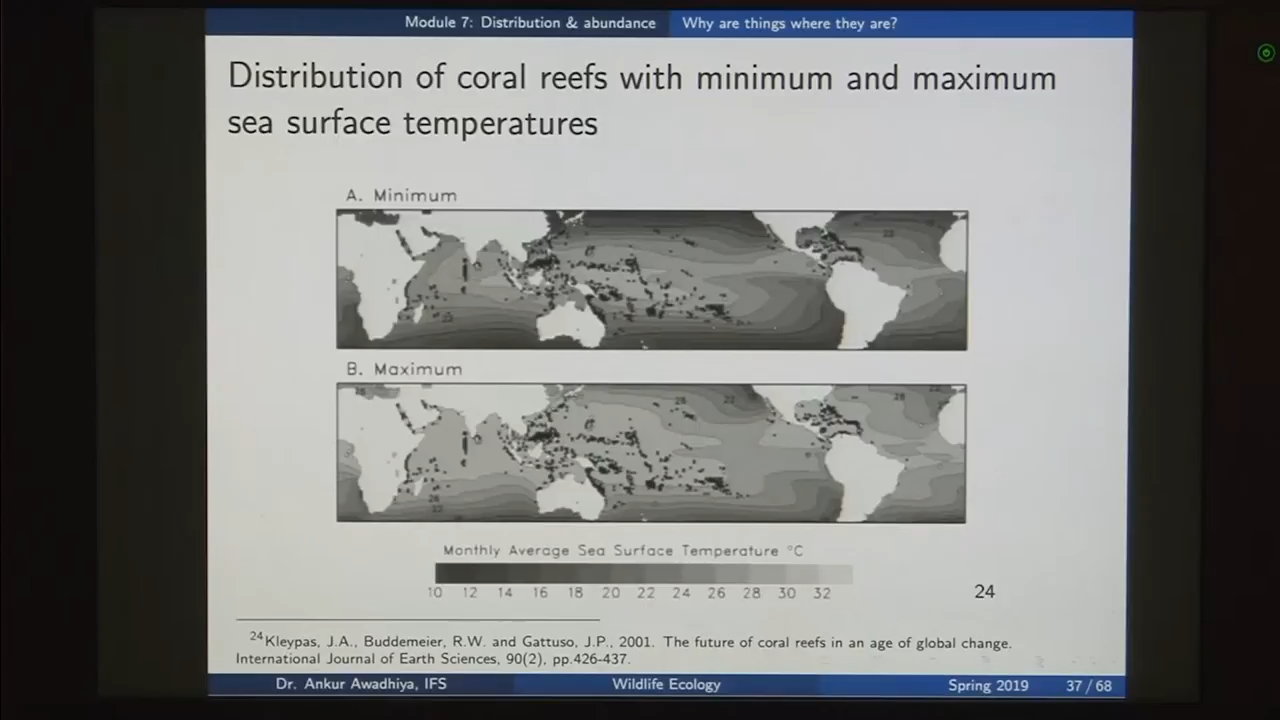 Module 7: Distribution & abundance Why are things where they are?
Distribution of coral reefs with minimum and maximum
sea surface temperatures
A. Minimum
B. Maximum
Monthly Average Sea Surface Temperature °C
10 12 14 16 18 20 22 24 26 28 30 32
24
24 Kleypas, J.A., Buddemeier, R.W. and Gattuso, J.P., 2001. The future of coral reefs in an age of global change.
International Journal of Earth Sciences, 90(2), pp.426-437.
Dr. Ankur Awadhiya, IFS Wildlife Ecology Spring 2019 37 / 68